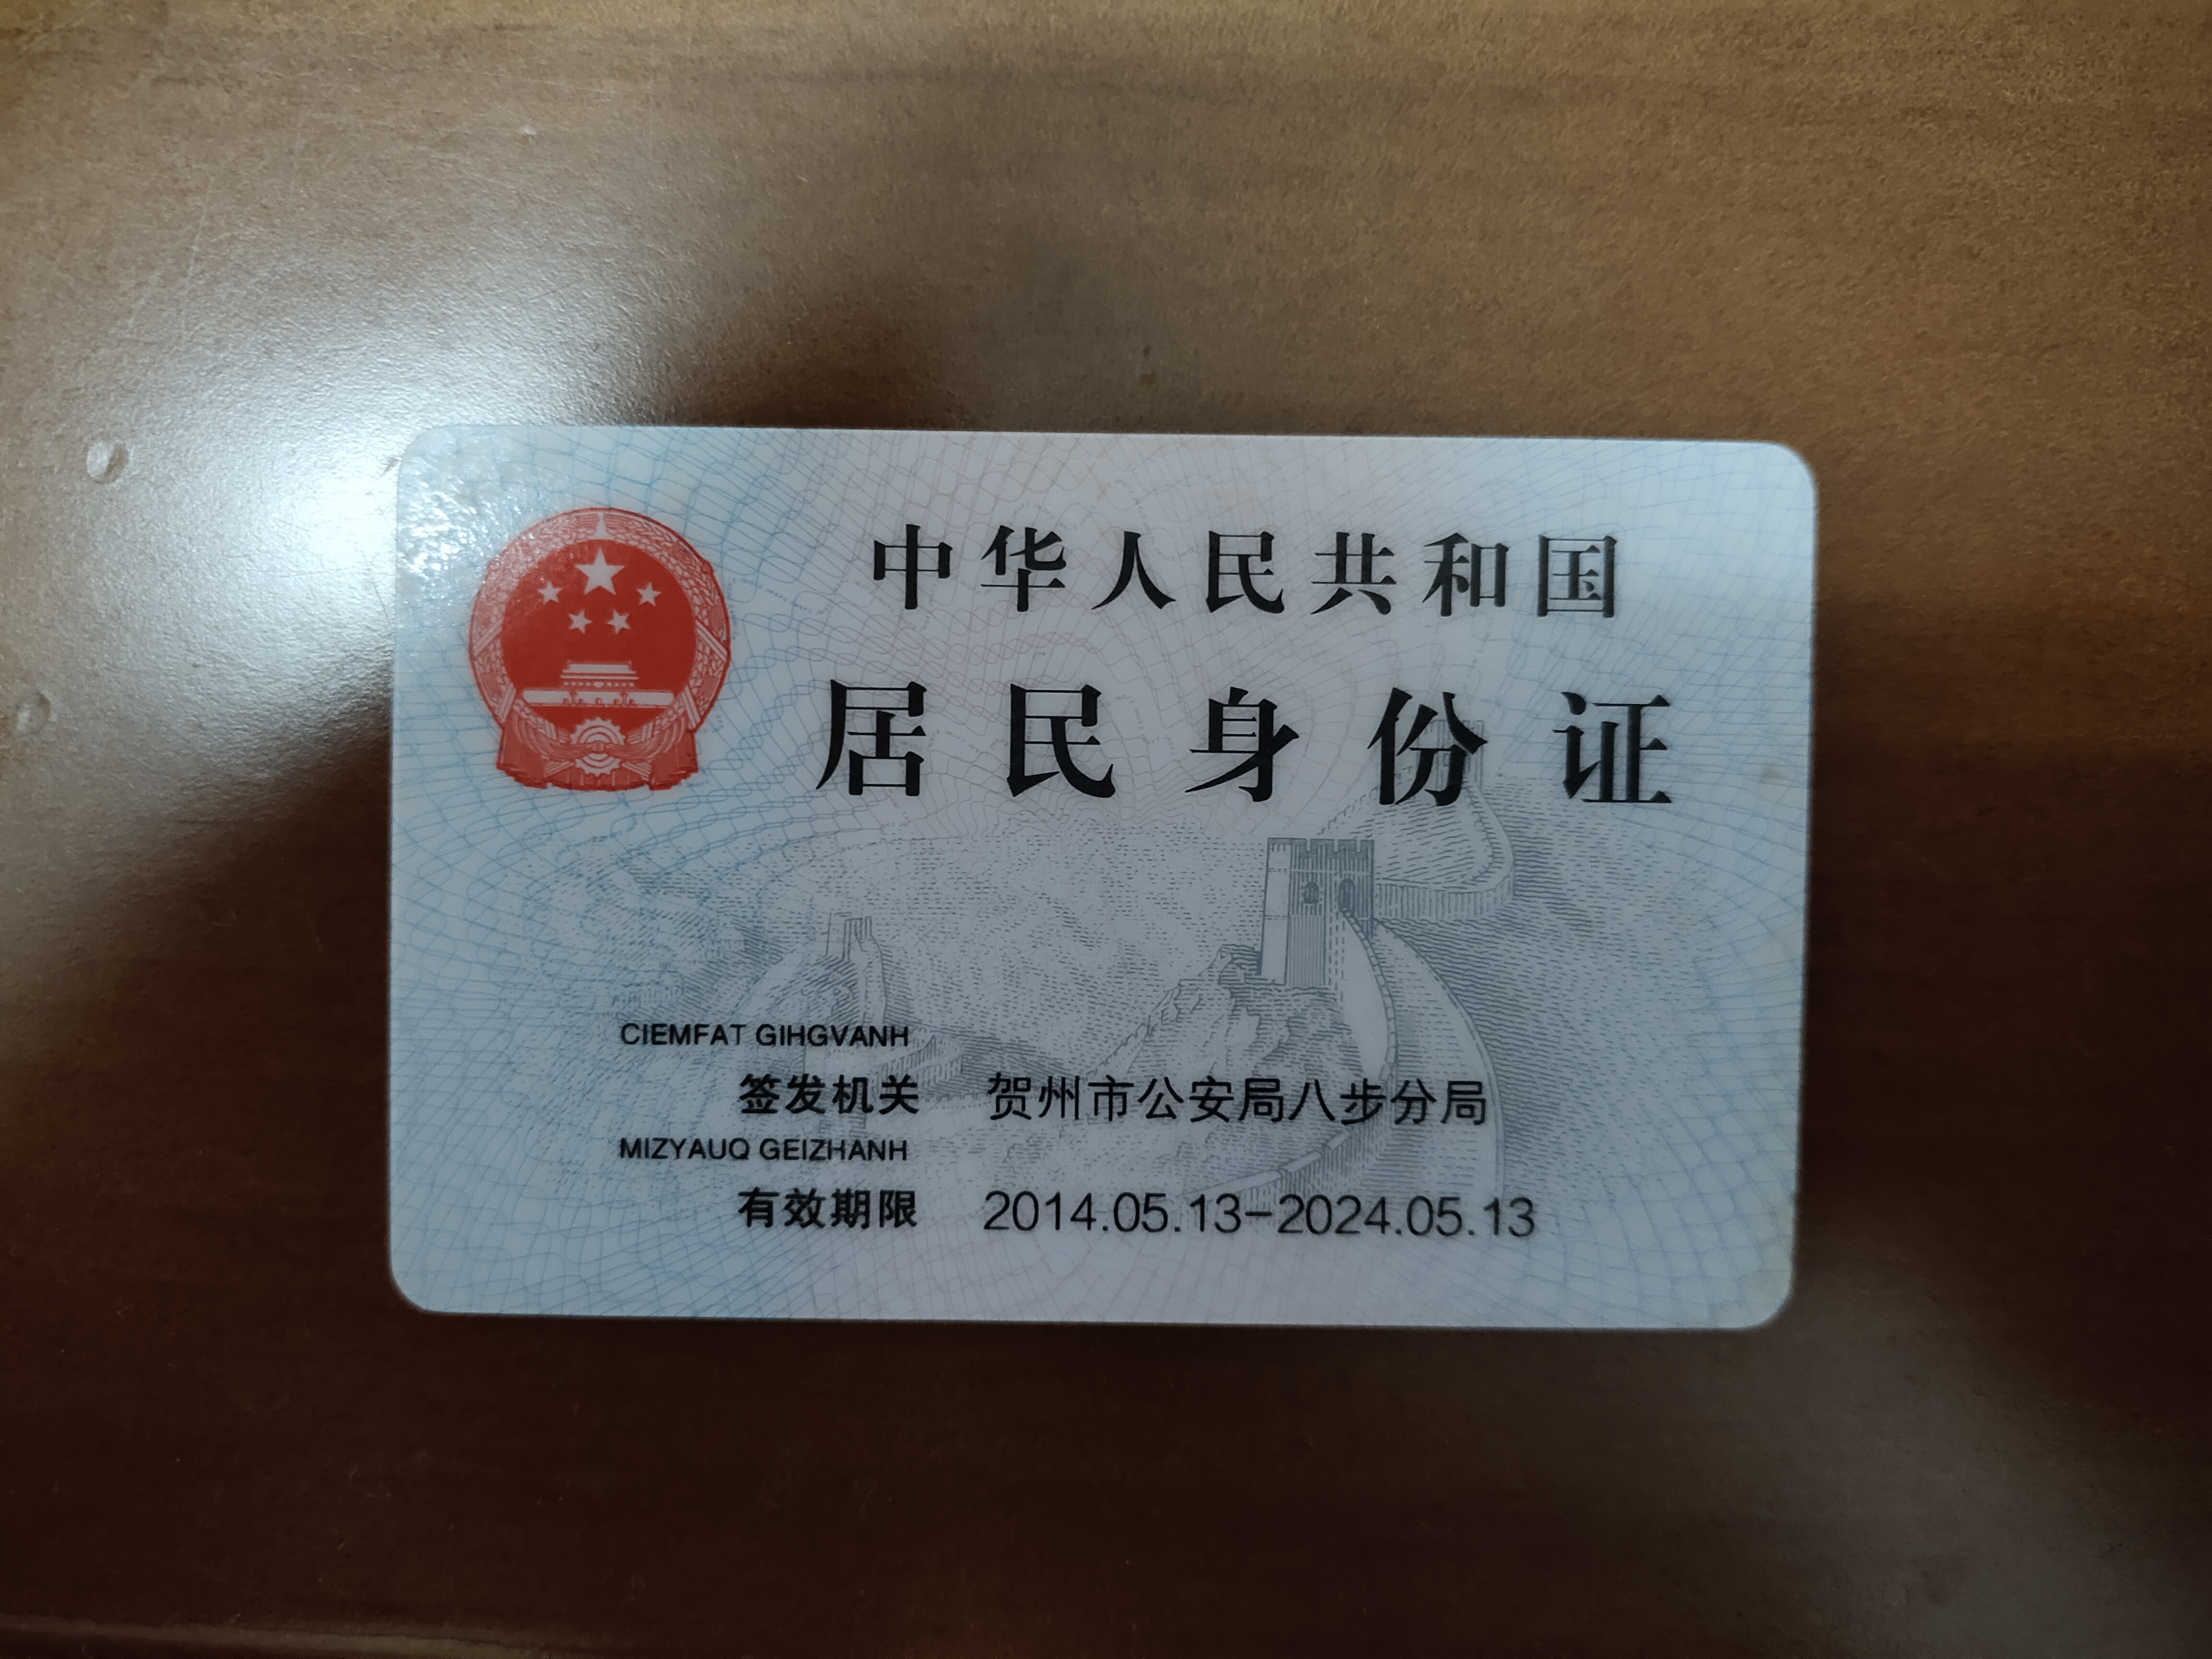 中华人民共和国
居民身份证
CIEMFAT GIHGVANH
签发机关 贺州市公安局八步分局
MIZYAUQ GEIZHANH
有效期限 2014.05.13-2024.05.13